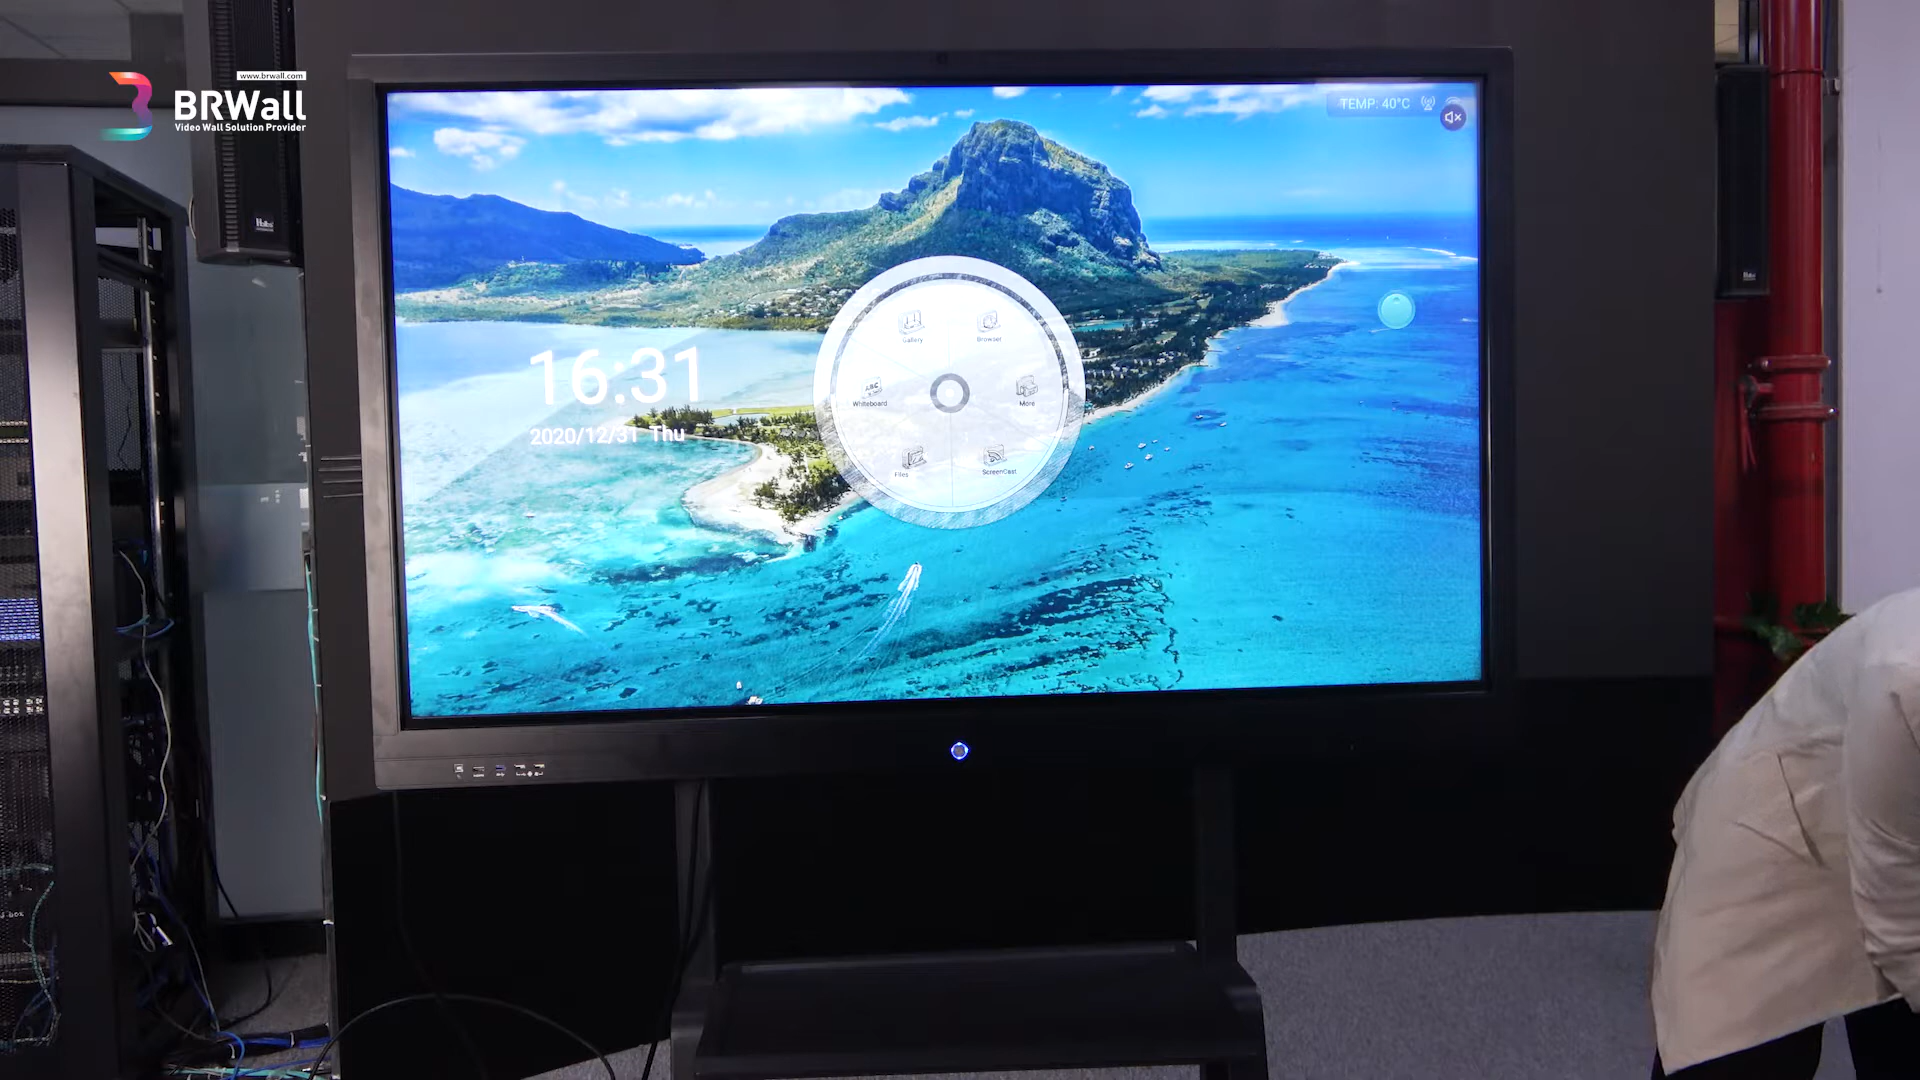 www.brwall.com
BRWall
Video Wall Solution Provider
TEMP: 40°C
16:31
2020/12/31 Thu
Gallery
Browser
ABC
Whiteboard
More
Files
ScreenCast